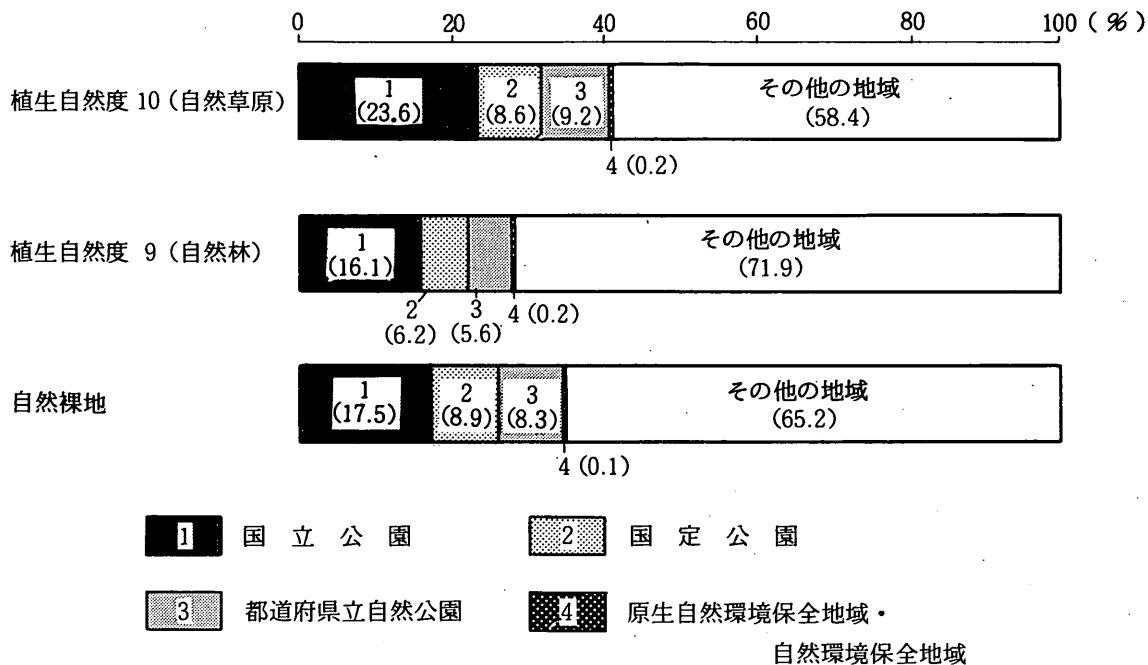 0 20 40 60 80 100 (%)
植生自然度 10 (自然草原)
1
(23.6)
2
(8.6)
3
(9.2)
その他の地域
(58.4)
4 (0.2)
植生自然度 9 (自然林)
1
(16.1)
その他の地域
(71.9)
2
(6.2)
3
(5.6)
4 (0.2)
自然裸地
1
(17.5)
2
(8.9)
3
(8.3)
その他の地域
(65.2)
4 (0.1)
1 国立公園
2 国定公園
3 都道府県立自然公園
4 原生自然環境保全地域・
自然環境保全地域